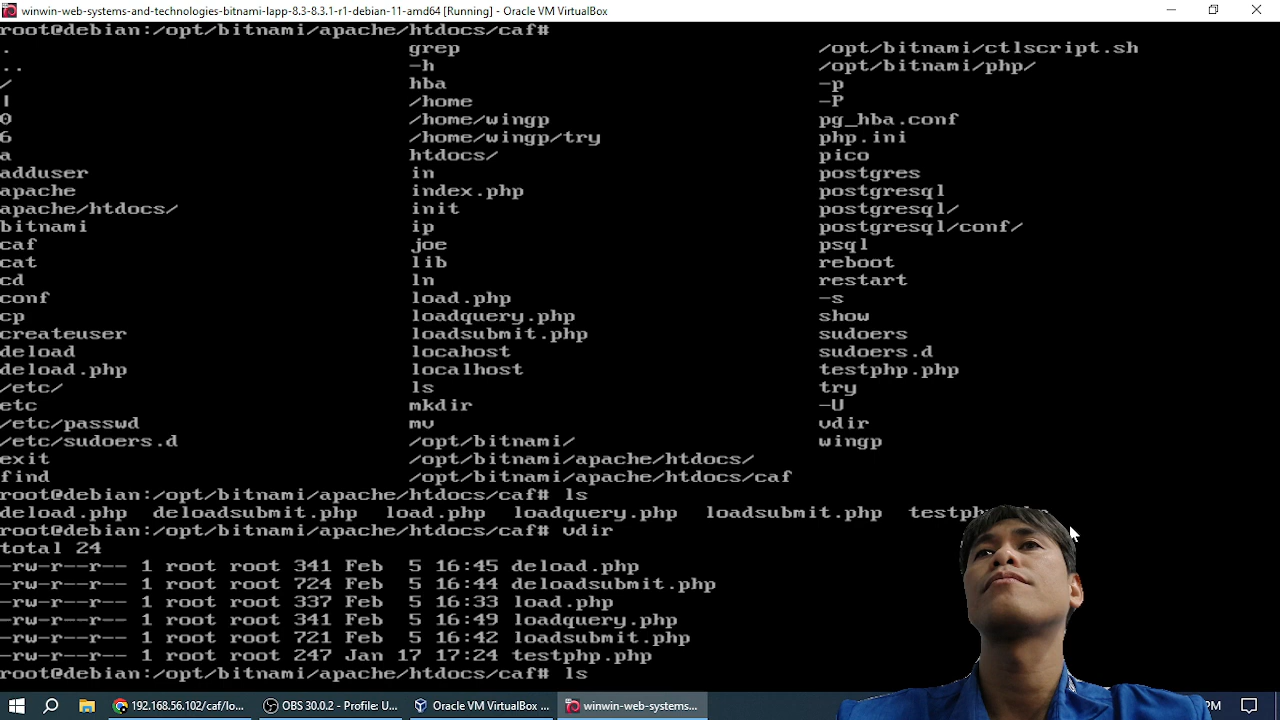 winwin-web-systems-and-technologies-bitnami-lapp-8.3-8.3.1-r1-debian-11-amd64 [Running] - Oracle VM VirtualBox
root@debian:/opt/bitnami/apache/htdocs/caf#
. grep /opt/bitnami/ctlscript.sh
.. -h /opt/bitnami/php/
/ hba -p
1 /home -P
0 /home/wingp pg_hba.conf
6 /home/wingp/try php.ini
a htdocs/ pico
adduser in postgres
apache index.php postgresql
apache/htdocs/ init postgresql/
bitnami ip postgresql/conf/
caf joe psql
cat lib reboot
cd ln restart
conf load.php -s
cp loadquery.php show
createuser loadsubmit.php sudoers
deload locahost sudoers.d
deload.php localhost testphp.php
/etc/ ls try
etc mkdir -U
/etc/passwd mv vdir
/etc/sudoers.d /opt/bitnami/ wingp
exit /opt/bitnami/apache/htdocs/
find /opt/bitnami/apache/htdocs/caf
root@debian:/opt/bitnami/apache/htdocs/caf# ls
deload.php deloadsubmit.php load.php loadquery.php loadsubmit.php
root@debian:/opt/bitnami/apache/htdocs/caf# vdir
total 24
-rw-r--r-- 1 root root 341 Feb 5 16:45 deload.php
-rw-r--r-- 1 root root 724 Feb 5 16:44 deloadsubmit.php
-rw-r--r-- 1 root root 337 Feb 5 16:33 load.php
-rw-r--r-- 1 root root 341 Feb 5 16:49 loadquery.php
-rw-r--r-- 1 root root 721 Feb 5 16:42 loadsubmit.php
-rw-r--r-- 1 root root 247 Jan 17 17:24 testphp.php
root@debian:/opt/bitnami/apache/htdocs/caf# ls
192.168.56.102/caf/lo... OBS 30.0.2 - Profile: U... Oracle VM VirtualBox ... winwin-web-systems... PM